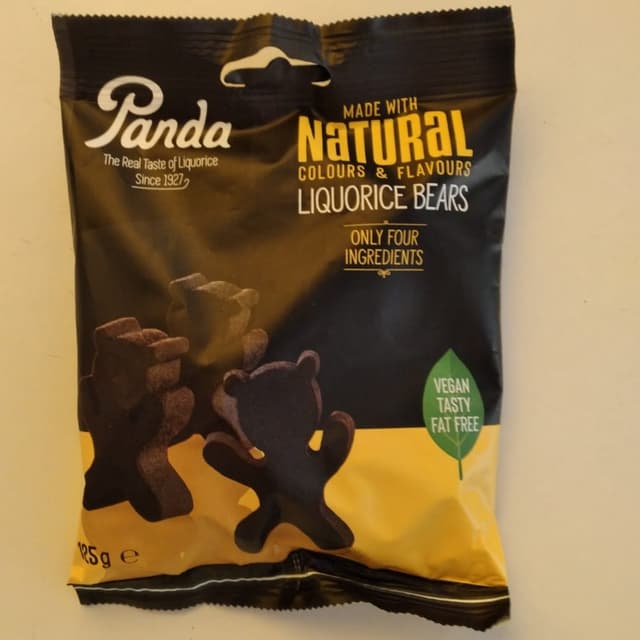 Panda
The Real Taste of Liquorice
Since 1927
MADE WITH
NATURAL
COLOURS & FLAVOURS
LIQUORICE BEARS
ONLY FOUR
INGREDIENTS
VEGAN
TASTY
FAT FREE
125g ℮